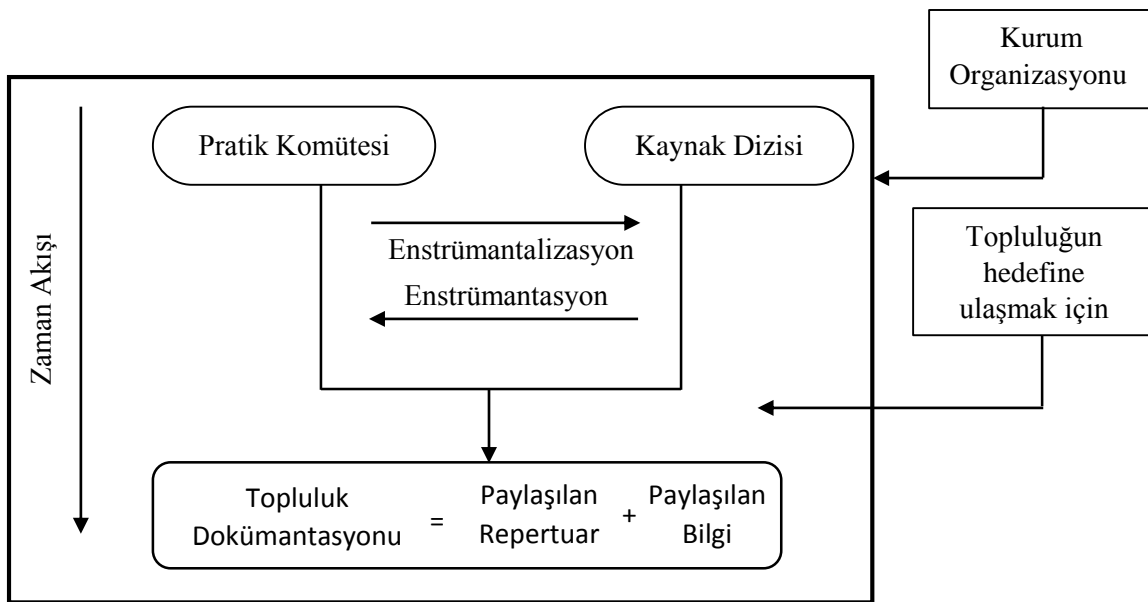 Kurum
Organizasyonu
Pratik Komütesi
Kaynak Dizisi
Enstrümantalizasyon
Enstrümantasyon
Zaman Akışı
Topluluğun
hedefine
ulaşmak için
Topluluk
Dokümantasyonu
=
Paylaşılan
Repertuar
+
Paylaşılan
Bilgi